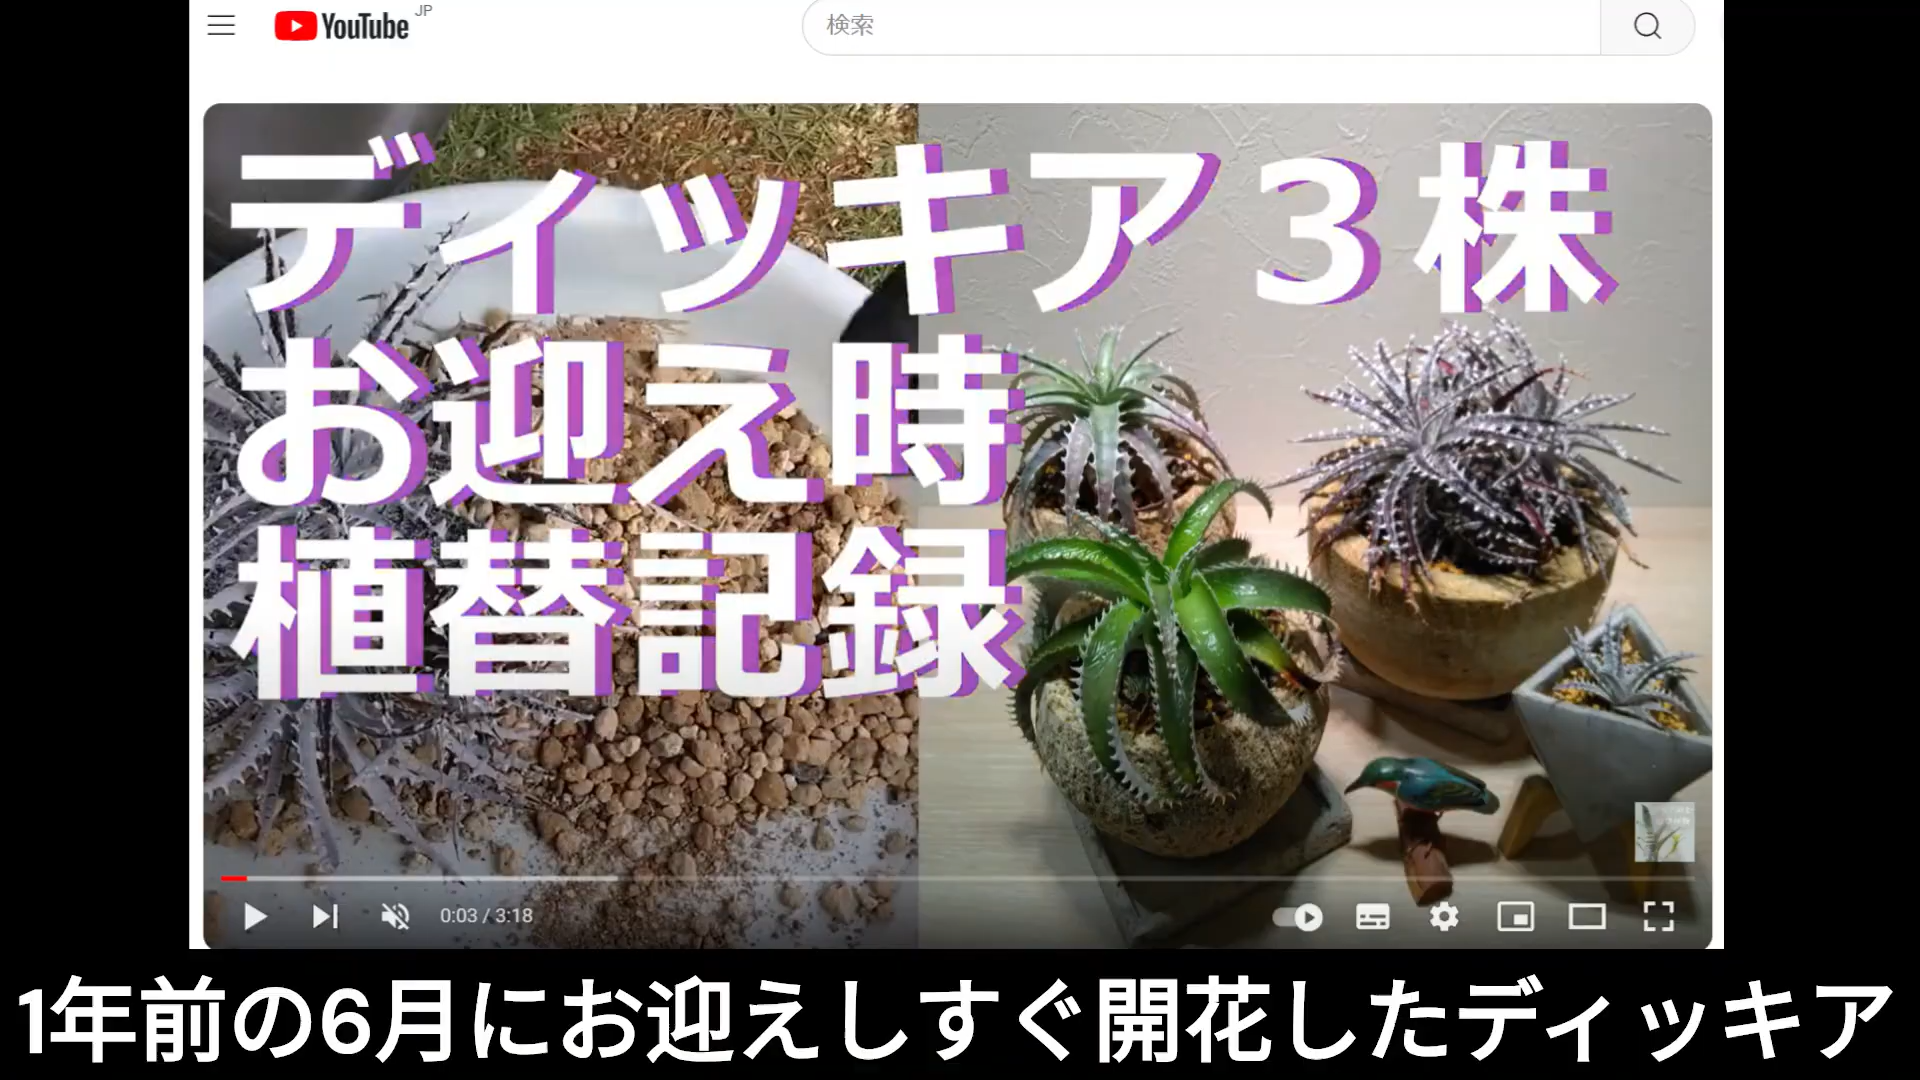 YouTube JP
検索
ディッキア3株
お迎え時
植替記録
0:03 / 3:18
1年前の6月にお迎えしすぐ開花したディッキア